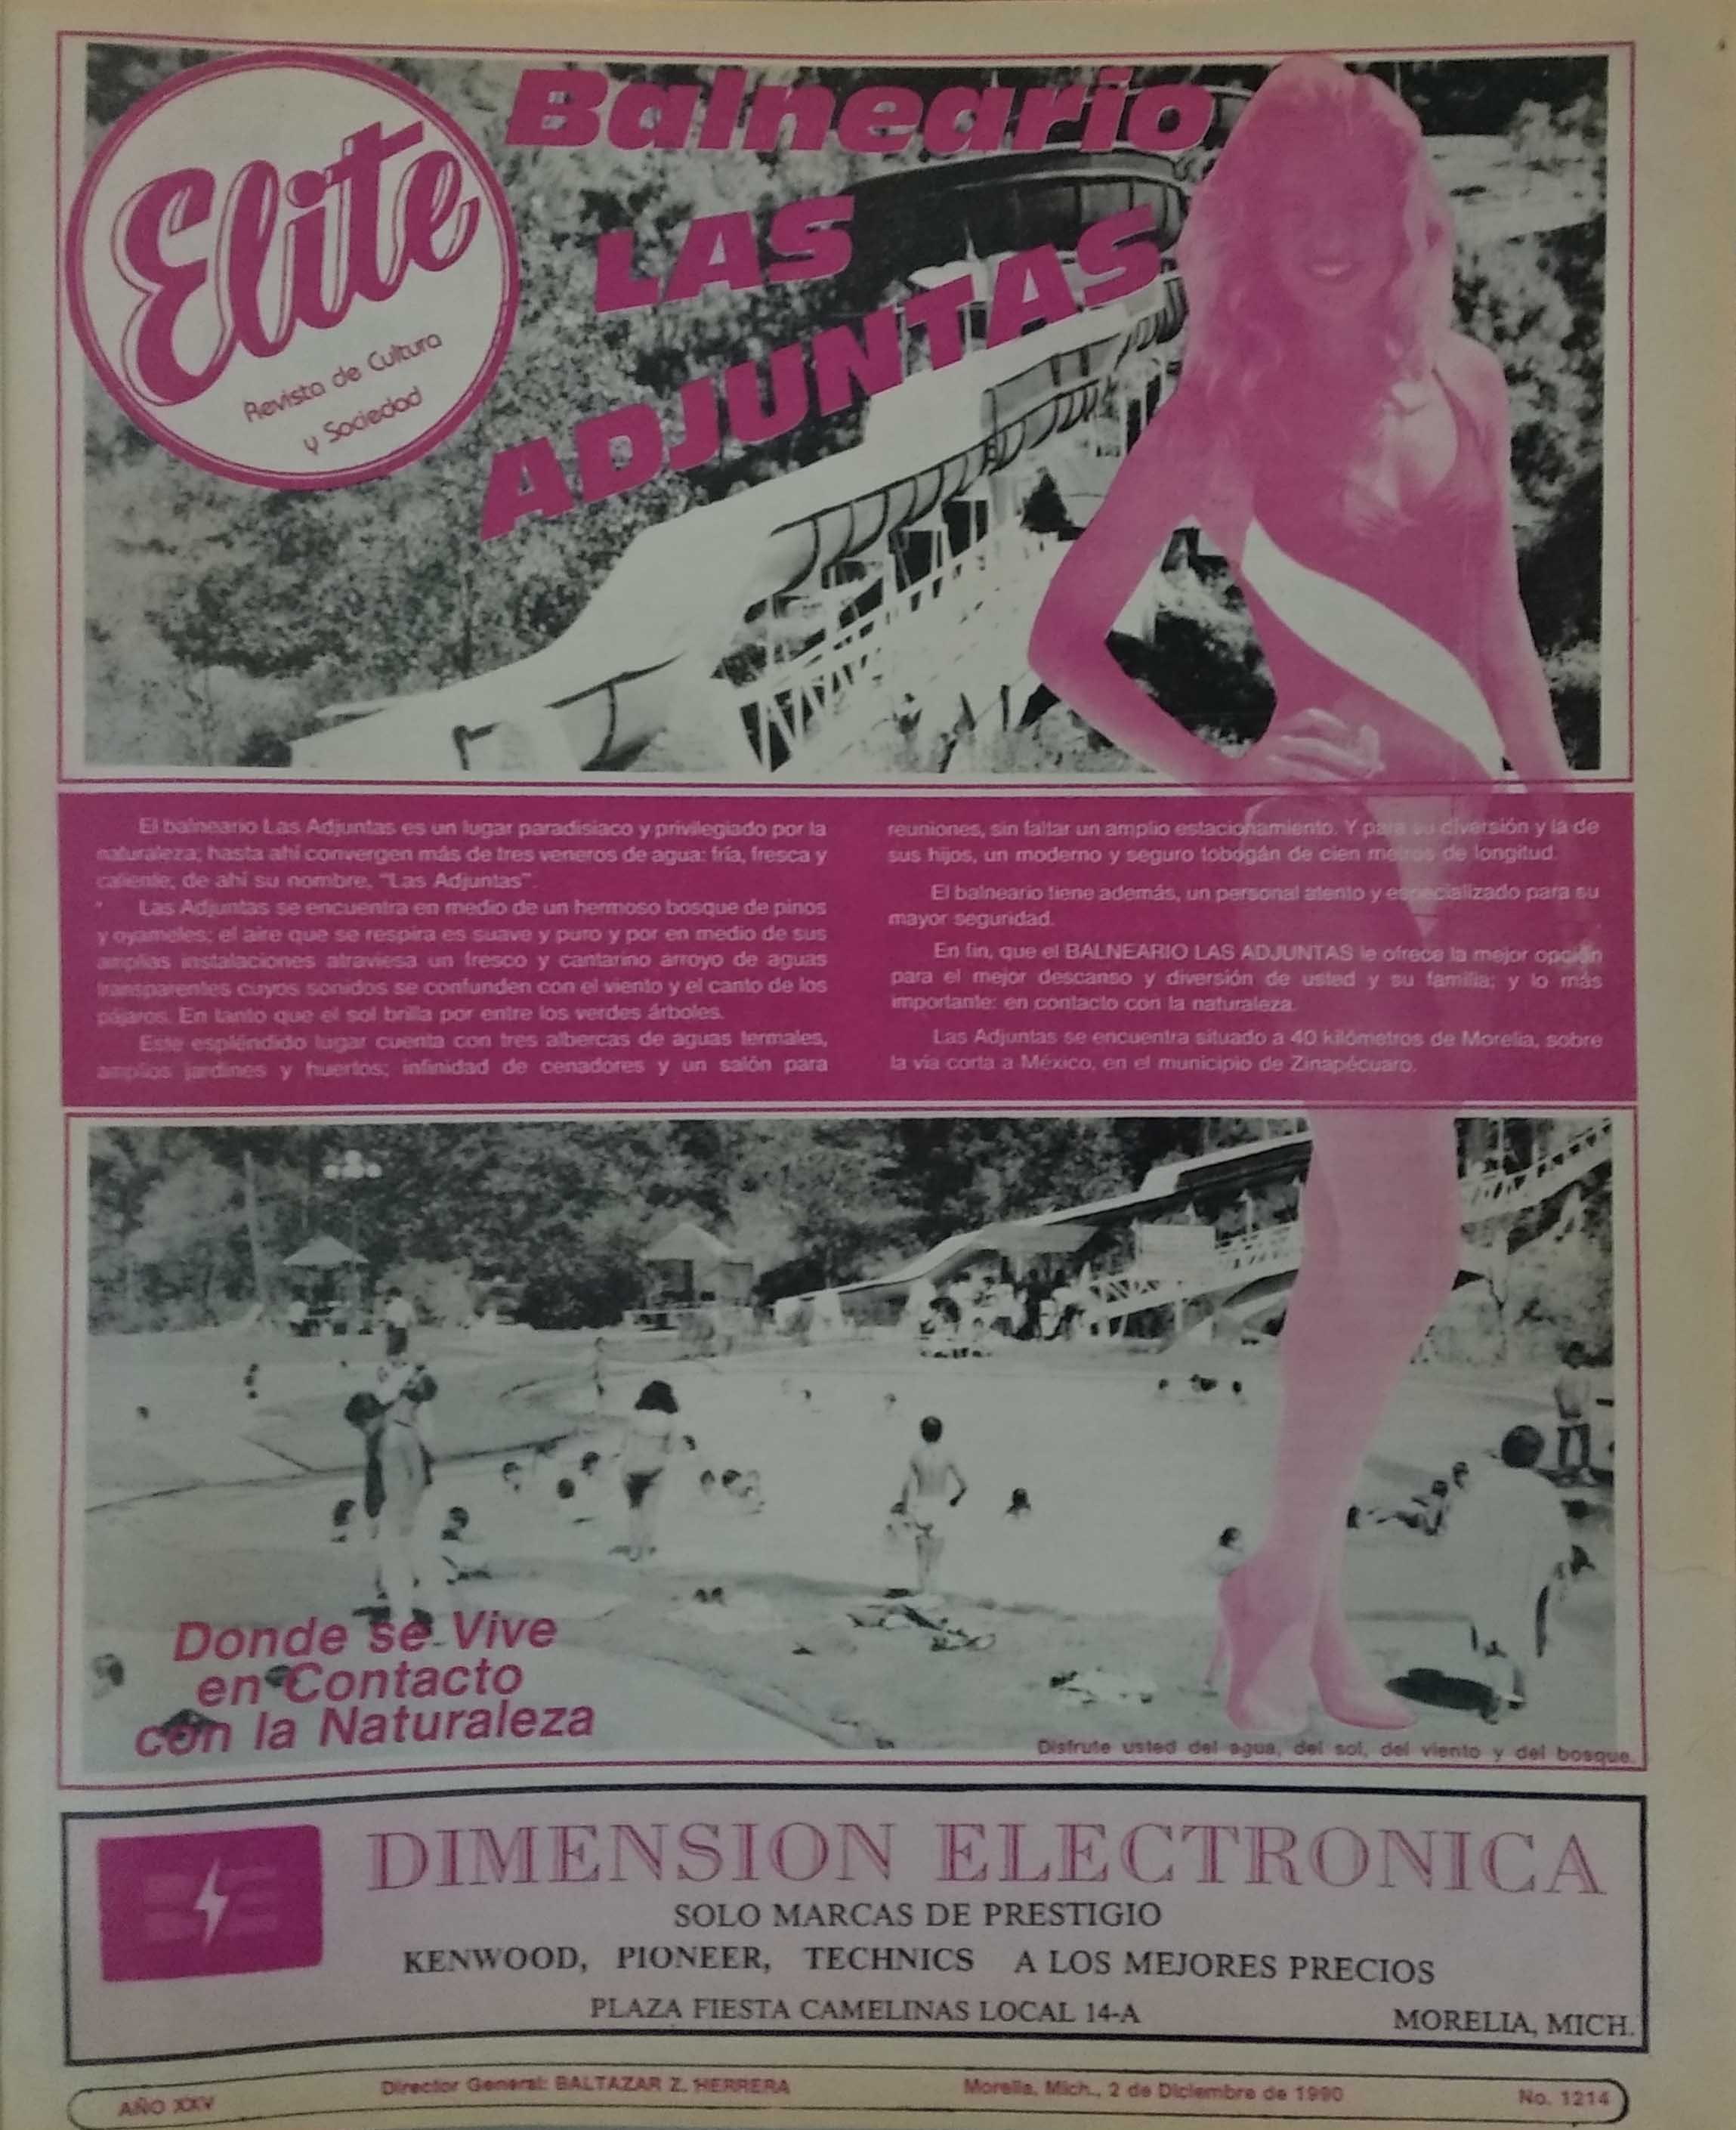 Elite
Revista de Cultura
y Sociedad
Balneario
LAS
ADJUNTAS
El balneario Las Adjuntas es un lugar paradisiaco y privilegiado por la
naturaleza; hasta ahí convergen más de tres veneros de agua: fría, fresca y
caliente, de ahí su nombre, "Las Adjuntas".
Las Adjuntas se encuentra en medio de un hermoso bosque de pinos
y oyameles; el aire que se respira es suave y puro y por en medio de sus
amplias instalaciones atraviesa un fresco y cantarino arroyo de aguas
transparentes cuyos sonidos se confunden con el viento y el canto de los
pájaros. En tanto que el sol brilla por entre los verdes árboles.
Este espléndido lugar cuenta con tres albercas de aguas termales,
amplios jardines y huertos; infinidad de cenadores y un salón para
reuniones, sin faltar un amplio estacionamiento. Y para su diversión y la de
sus hijos, un moderno y seguro tobogán de cien metros de longitud.
El balneario tiene además, un personal atento y especializado para su
mayor seguridad.
En fin, que el BALNEARIO LAS ADJUNTAS le ofrece la mejor opción
para el mejor descanso y diversión de usted y su familia; y lo más
importante: en contacto con la naturaleza.
Las Adjuntas se encuentra situado a 40 kilómetros de Morelia, sobre
la vía corta a México, en el municipio de Zinapécuaro.
Donde se Vive
en Contacto
con la Naturaleza
Disfrute usted del agua, del sol, del viento y del bosque.
DIMENSION ELECTRONICA
SOLO MARCAS DE PRESTIGIO
KENWOOD, PIONEER, TECHNICS A LOS MEJORES PRECIOS
PLAZA FIESTA CAMELINAS LOCAL 14-A MORELIA, MICH.
AÑO XXV Director General: BALTAZAR Z. HERRERA Morelia, Mich., 2 de Diciembre de 1990 No. 1214